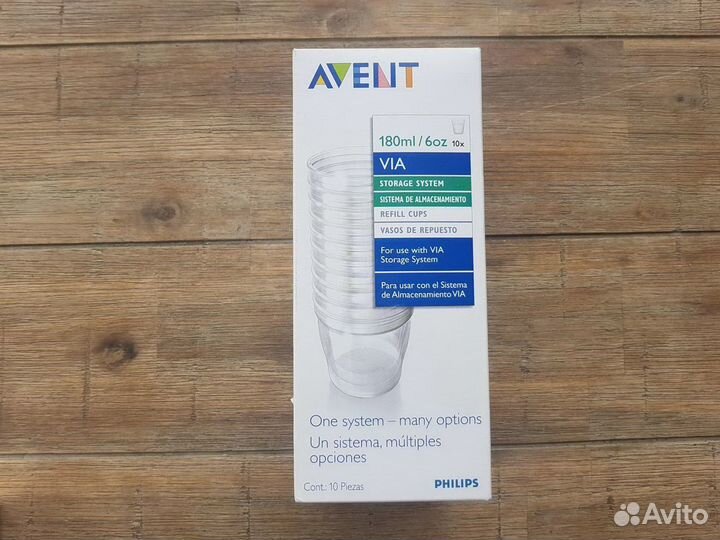 AVENT
180ml / 6oz 10x
VIA
STORAGE SYSTEM
SISTEMA DE ALMACENAMIENTO
REFILL CUPS
VASOS DE REPUESTO
For use with VIA
Storage System
Para usar con el Sistema
de Almacenamiento VIA
One system – many options
Un sistema, múltiples
opciones
Cont.: 10 Piezas
PHILIPS
Avito